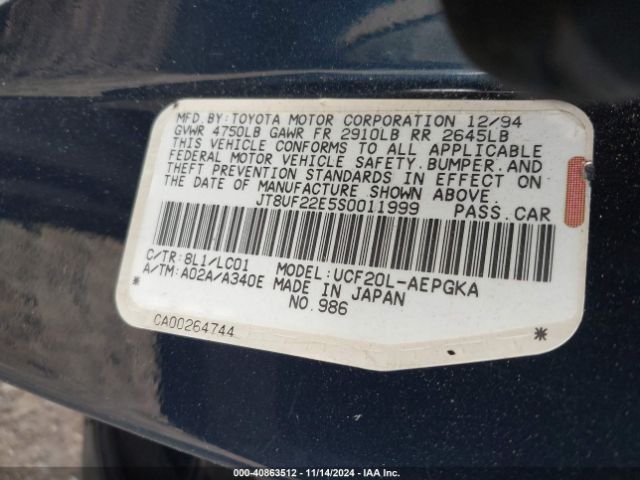 MFD.BY:TOYOTA MOTOR CORPORATION 12/94
GVWR 4750LB GAWR FR 2910LB RR 2645LB
THIS VEHICLE CONFORMS TO ALL APPLICABLE
FEDERAL MOTOR VEHICLE SAFETY.BUMPER.AND
THEFT PREVENTION STANDARDS IN EFFECT ON
THE DATE OF MANUFACTURE SHOWN ABOVE.
JT8UF22E5S0011999 PASS.CAR
C/TR:8L1/LC01 MODEL:UCF20L-AEPGKA
A/TM:A02A/A340E MADE IN JAPAN
NO.986
CA00264744
* *
000-40863512 - 11/14/2024 - IAA Inc.